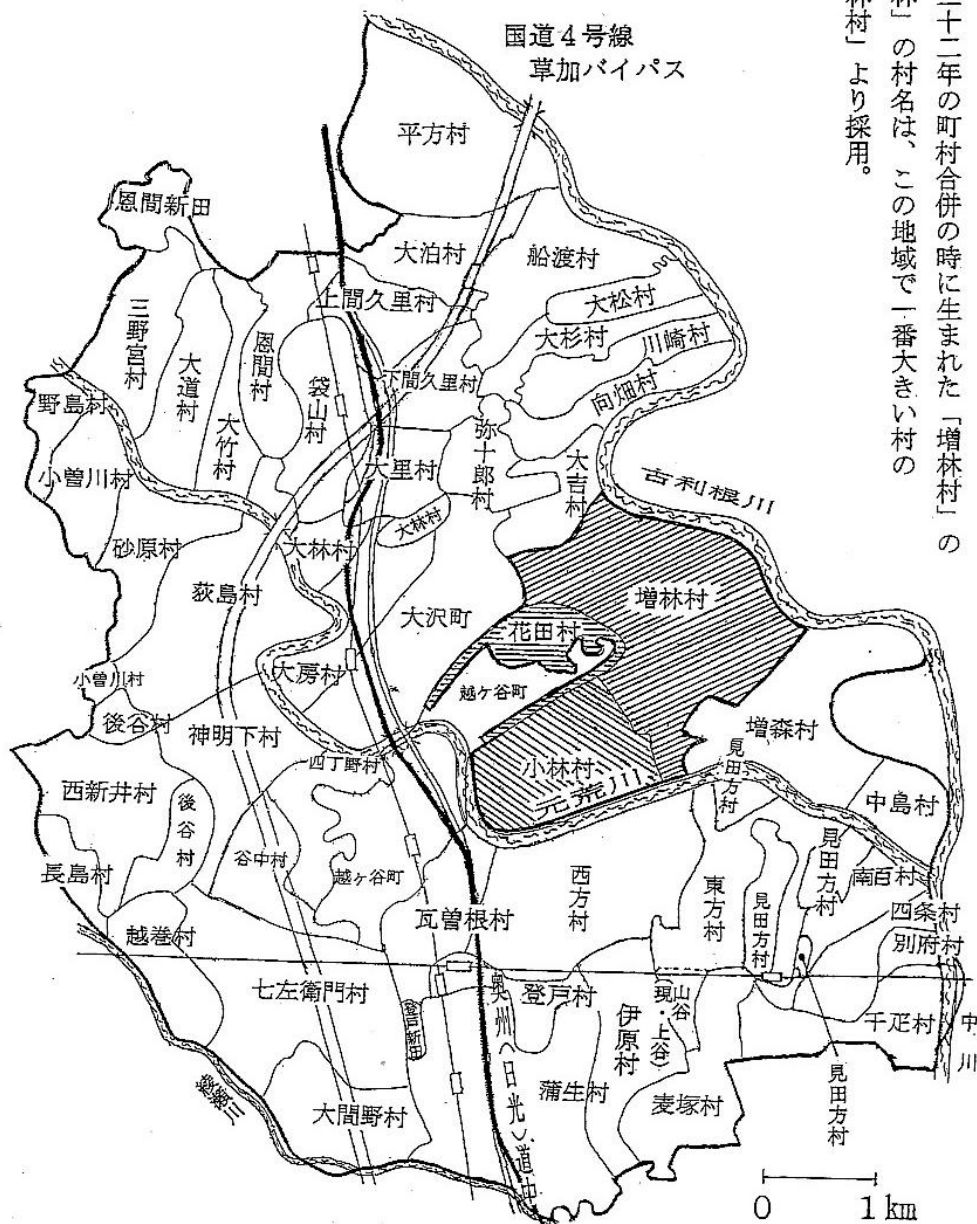 二十二年の町村合併の時に生まれた「増林村」の
林」の村名は、この地域で一番大きい村の
林村」より採用。
国道4号線
草加バイパス
平方村
恩間新田
大泊村
船渡村
上間久里村
大松村
大杉村
川崎村
三野宮村
大道村
恩間村
袋山村
下間久里村
向畑村
野島村
大竹村
大里村
弥十郎村
大吉村
小曽川村
古利根川
砂原村
大林村
大林村
荻島村
大沢町
増林村
花田村
小曽川村
大房村
越ヶ谷町
後谷村
神明下村
四丁野村
小林村
元荒川
増森村
見田方村
西新井村
後谷村
中島村
長島村
谷中村
越ヶ谷町
瓦曽根村
西方村
東方村
見田方村
見田方村
南百村
四条村
別府村
越巻村
七左衛門村
登戸新田
奥州(日光)道中
登戸村
伊原村
山谷
(現・上谷)
千疋村
中川
綾瀬川
大間野村
蒲生村
麦塚村
見田方村
0 1km